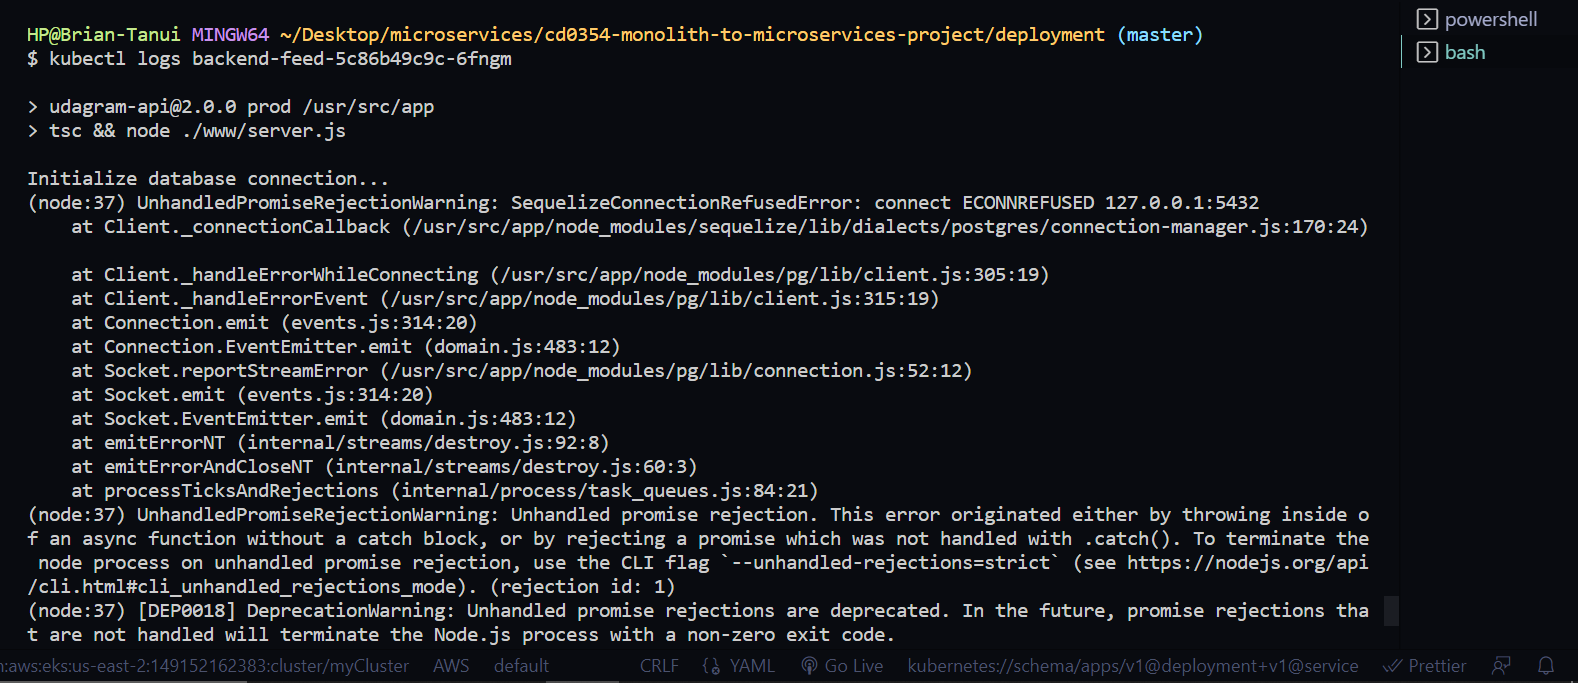 HP@Brian-Tanui MINGW64 ~/Desktop/microservices/cd0354-monolith-to-microservices-project/deployment (master)
$ kubectl logs backend-feed-5c86b49c9c-6fngm
> udagram-api@2.0.0 prod /usr/src/app
> tsc && node ./www/server.js
Initialize database connection...
(node:37) UnhandledPromiseRejectionWarning: SequelizeConnectionRefusedError: connect ECONNREFUSED 127.0.0.1:5432
at Client._connectionCallback (/usr/src/app/node_modules/sequelize/lib/dialects/postgres/connection-manager.js:170:24)
at Client._handleErrorWhileConnecting (/usr/src/app/node_modules/pg/lib/client.js:305:19)
at Client._handleErrorEvent (/usr/src/app/node_modules/pg/lib/client.js:315:19)
at Connection.emit (events.js:314:20)
at Connection.EventEmitter.emit (domain.js:483:12)
at Socket.reportStreamError (/usr/src/app/node_modules/pg/lib/connection.js:52:12)
at Socket.emit (events.js:314:20)
at Socket.EventEmitter.emit (domain.js:483:12)
at emitErrorNT (internal/streams/destroy.js:92:8)
at emitErrorAndCloseNT (internal/streams/destroy.js:60:3)
at processTicksAndRejections (internal/process/task_queues.js:84:21)
(node:37) UnhandledPromiseRejectionWarning: Unhandled promise rejection. This error originated either by throwing inside o
f an async function without a catch block, or by rejecting a promise which was not handled with .catch(). To terminate the
node process on unhandled promise rejection, use the CLI flag `--unhandled-rejections=strict` (see https://nodejs.org/api
/cli.html#cli_unhandled_rejections_mode). (rejection id: 1)
(node:37) [DEP0018] DeprecationWarning: Unhandled promise rejections are deprecated. In the future, promise rejections tha
t are not handled will terminate the Node.js process with a non-zero exit code.
powershell
bash
n:aws:eks:us-east-2:149152162383:cluster/myCluster AWS default CRLF YAML Go Live kubernetes://schema/apps/v1@deployment+v1@service Prettier